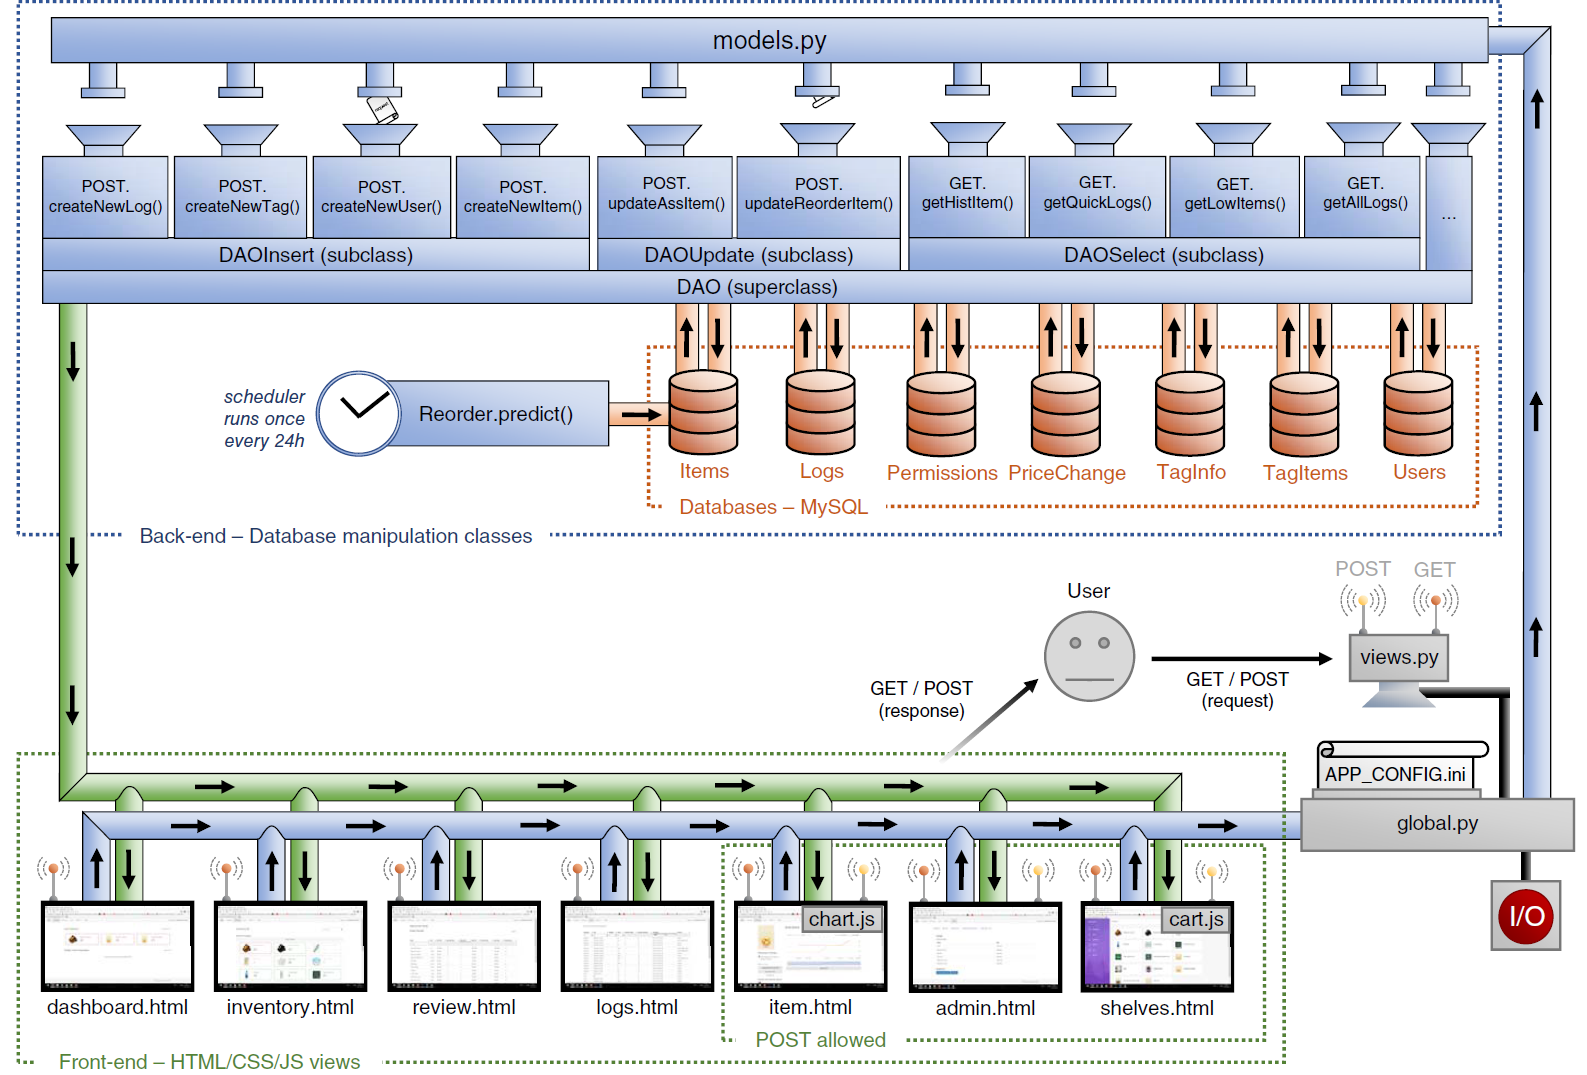 models.py
POST.
createNewLog()
POST.
createNewTag()
POST.
createNewUser()
POST.
createNewItem()
POST.
updateAssItem()
POST.
updateReorderItem()
GET.
getHistItem()
GET.
getQuickLogs()
GET.
getLowItems()
GET.
getAllLogs()
...
DAOInsert (subclass)
DAOUpdate (subclass)
DAOSelect (subclass)
DAO (superclass)
scheduler
runs once
every 24h
Reorder.predict()
Items
Logs
Permissions
PriceChange
TagInfo
TagItems
Users
Databases – MySQL
Back-end – Database manipulation classes
User
POST
GET
views.py
GET / POST
(request)
GET / POST
(response)
APP_CONFIG.ini
global.py
I/O
chart.js
cart.js
dashboard.html
inventory.html
review.html
logs.html
item.html
admin.html
shelves.html
POST allowed
Front-end – HTML/CSS/JS views